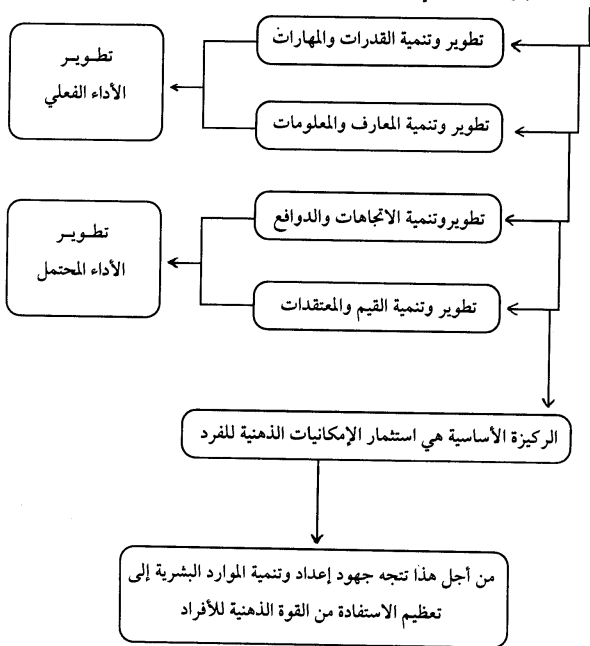 تطوير وتنمية القدرات والمهارات
تطويـر
الأداء الفعلي
تطوير وتنمية المعارف والمعلومات
تطويروتنمية الاتجاهات والدوافع
تطويـر
الأداء المحتمل
تطوير وتنمية القيم والمعتقدات
الركيزة الأساسية هي استثمار الإمكانيات الذهنية للفرد
من أجل هذا تتجه جهود إعداد وتنمية الموارد البشرية إلى
تعظيم الاستفادة من القوة الذهنية للأفراد